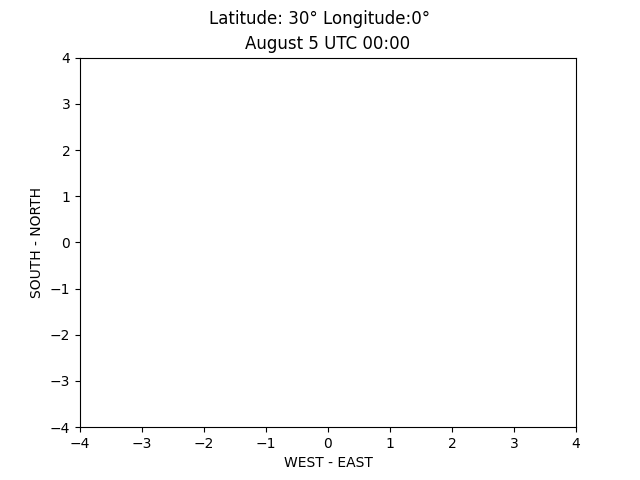 Latitude: 30° Longitude:0°
August 5 UTC 00:00
4
3
2
1
0
−1
−2
−3
−4
SOUTH - NORTH
−4 −3 −2 −1 0 1 2 3 4
WEST - EAST